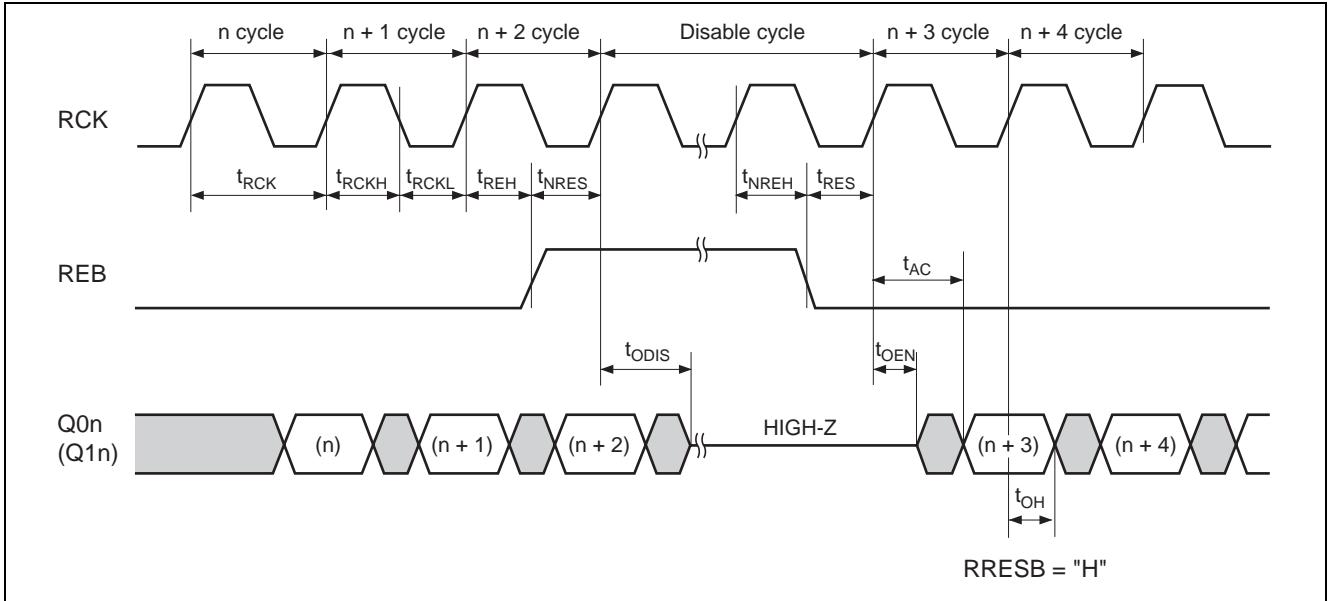 n cycle n + 1 cycle n + 2 cycle Disable cycle n + 3 cycle n + 4 cycle
RCK
tRCK tRCKH tRCKL tREH tNRES tNREH tRES
REB
tAC
tODIS tOEN
Q0n
(Q1n)
(n) (n + 1) (n + 2) HIGH-Z (n + 3) (n + 4)
tOH
RRESB = "H"